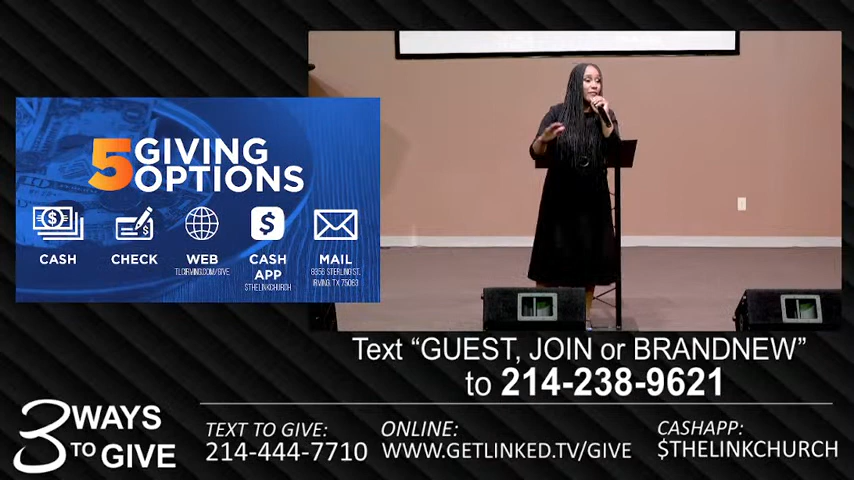 5 GIVING
OPTIONS
CASH
CHECK
WEB
TLCIRVING.COM/GIVE
CASH
APP
$THELINKCHURCH
MAIL
8356 STERLING ST.
IRVING, TX 75063
Text “GUEST, JOIN or BRANDNEW”
to 214-238-9621
3 WAYS
TO GIVE
TEXT TO GIVE:
214-444-7710
ONLINE:
WWW.GETLINKED.TV/GIVE
CASHAPP:
$THELINKCHURCH